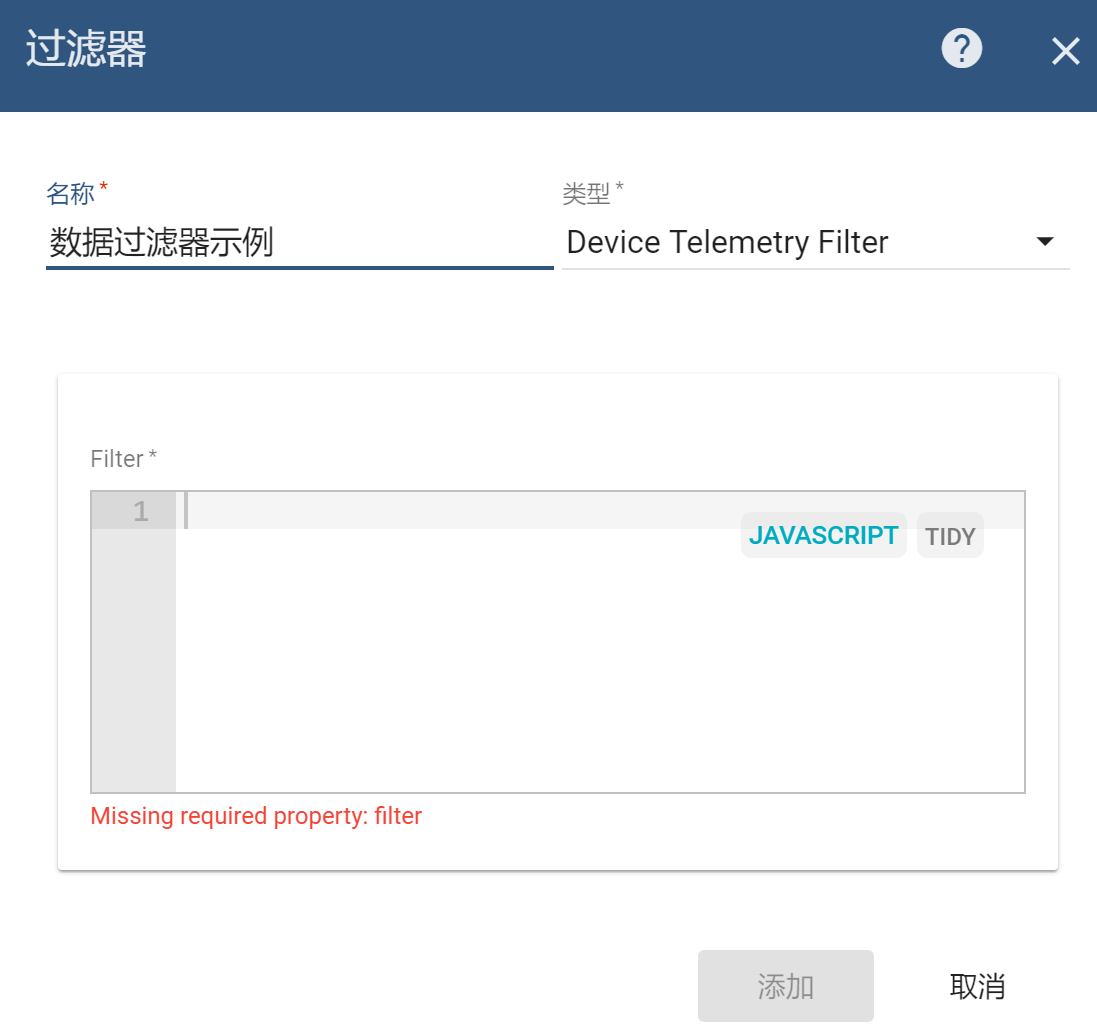 过滤器
名称 *
类型 *
数据过滤器示例
Device Telemetry Filter
Filter *
1
JAVASCRIPT
TIDY
Missing required property: filter
添加
取消